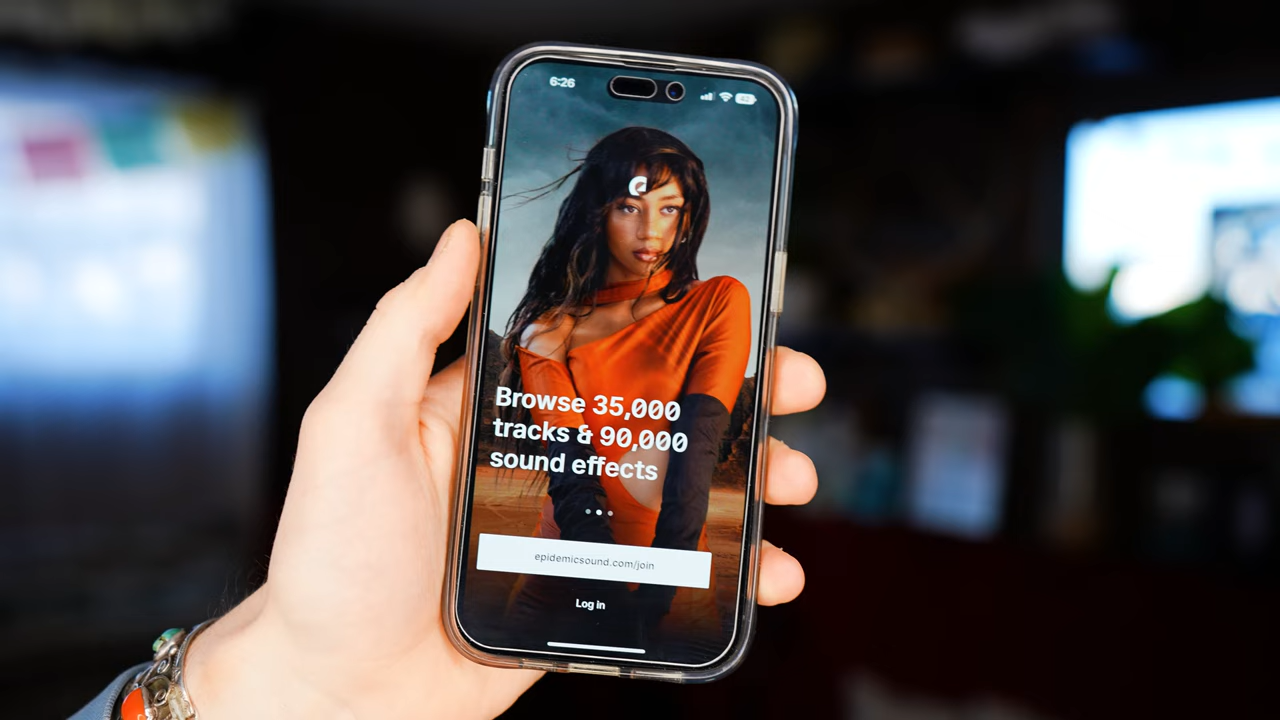 6:26
Browse 35,000
tracks & 90,000
sound effects
epidemicsound.com/join
Log in